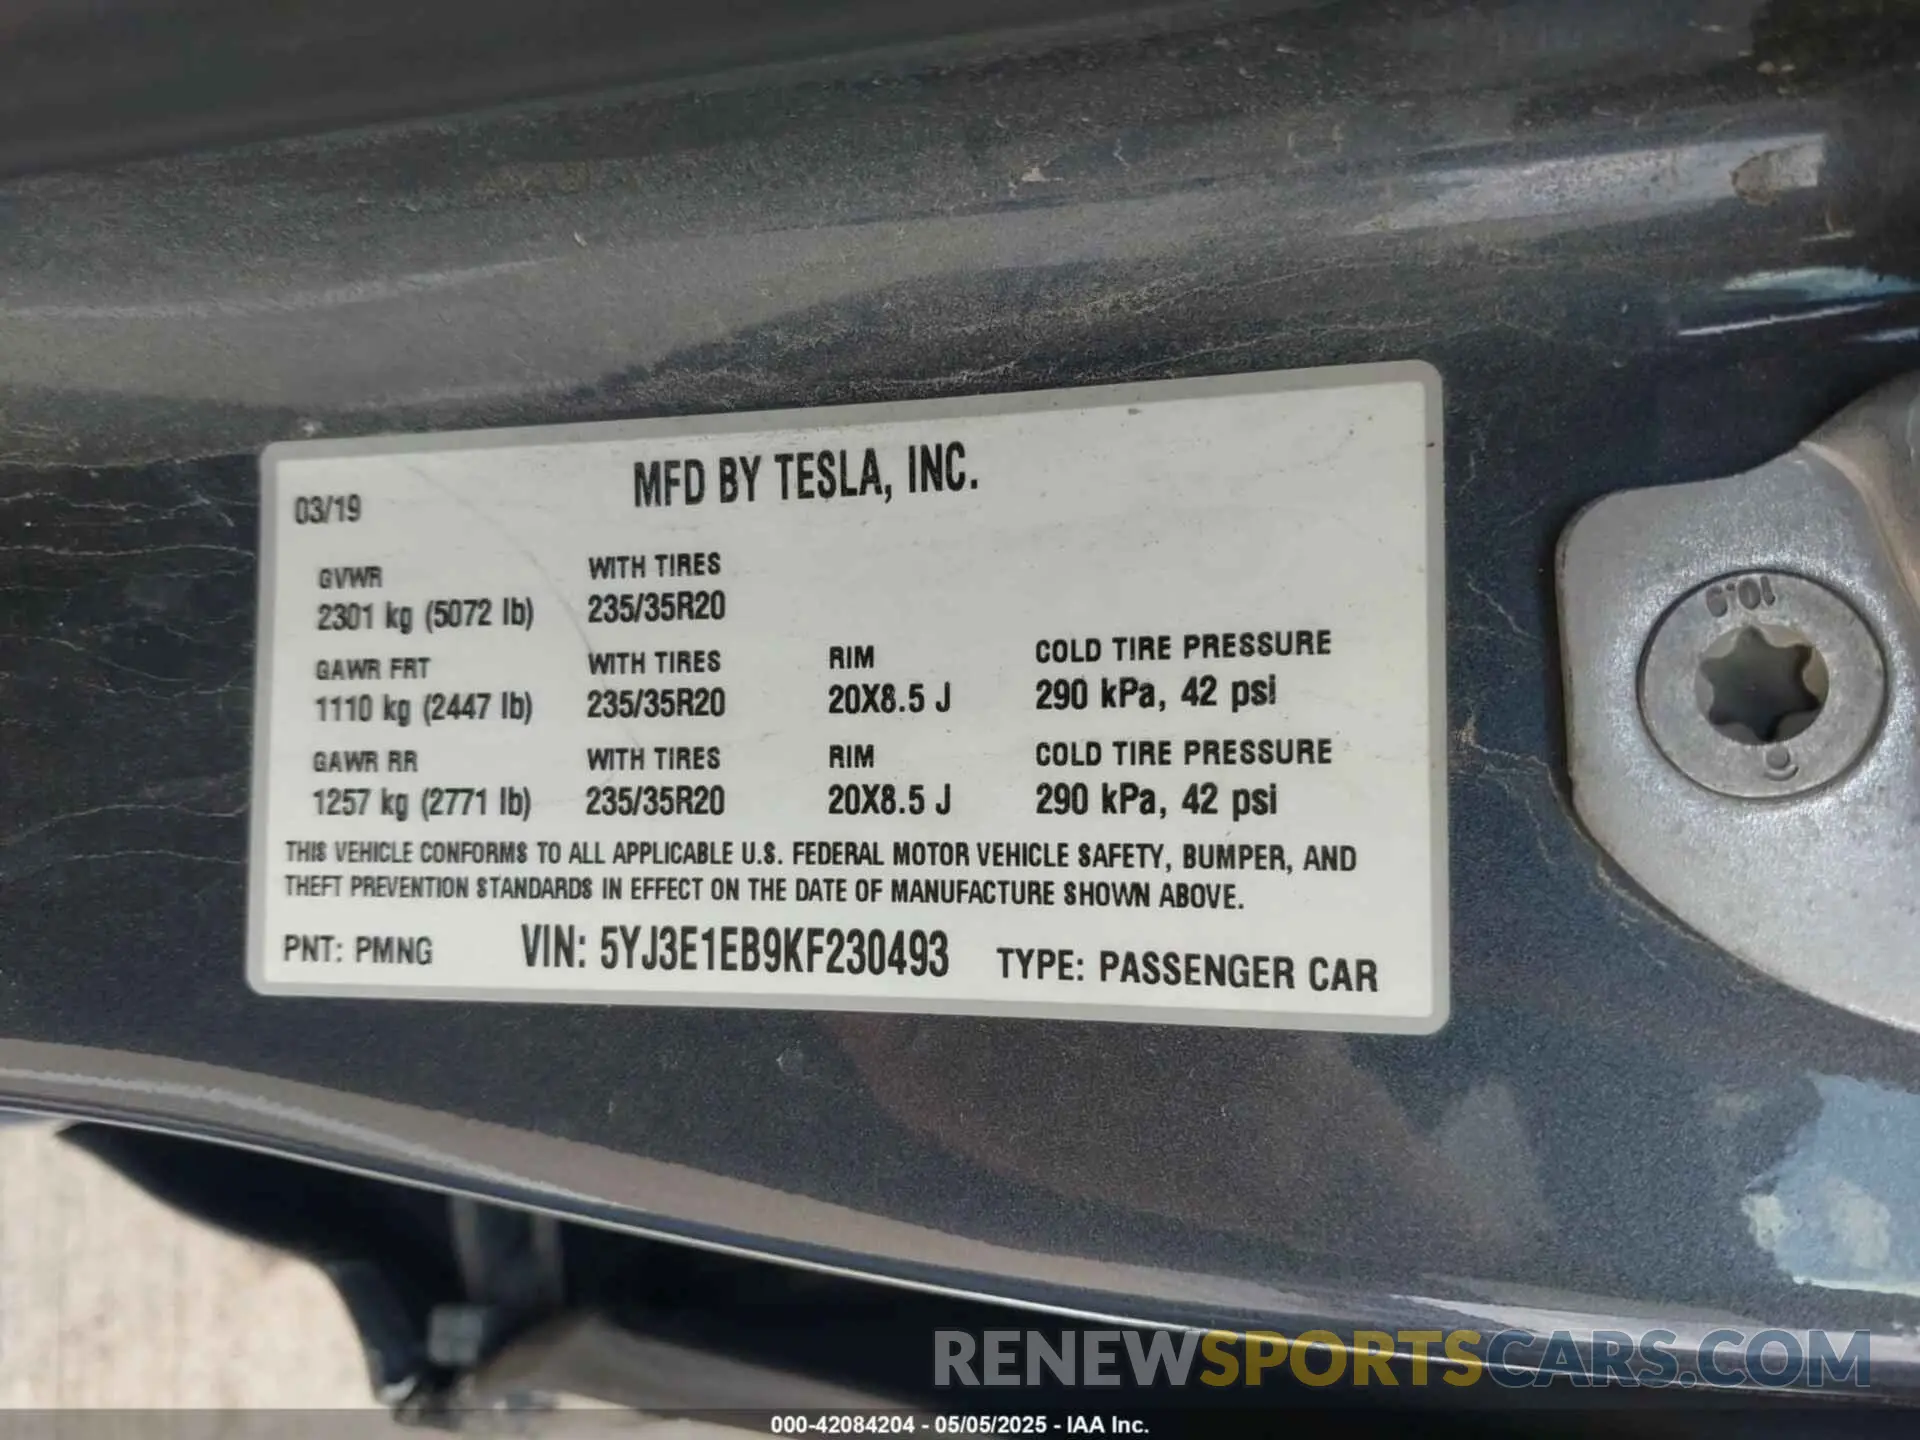 03/19
MFD BY TESLA, INC.
GVWR
2301 kg (5072 lb)
WITH TIRES
235/35R20
GAWR FRT
1110 kg (2447 lb)
WITH TIRES
235/35R20
RIM
20X8.5 J
COLD TIRE PRESSURE
290 kPa, 42 psi
GAWR RR
1257 kg (2771 lb)
WITH TIRES
235/35R20
RIM
20X8.5 J
COLD TIRE PRESSURE
290 kPa, 42 psi
THIS VEHICLE CONFORMS TO ALL APPLICABLE U.S. FEDERAL MOTOR VEHICLE SAFETY, BUMPER, AND
THEFT PREVENTION STANDARDS IN EFFECT ON THE DATE OF MANUFACTURE SHOWN ABOVE.
PNT: PMNG
VIN: 5YJ3E1EB9KF230493
TYPE: PASSENGER CAR
10.9
RENEWSPORTSCARS.COM
000-42084204 - 05/05/2025 - IAA Inc.